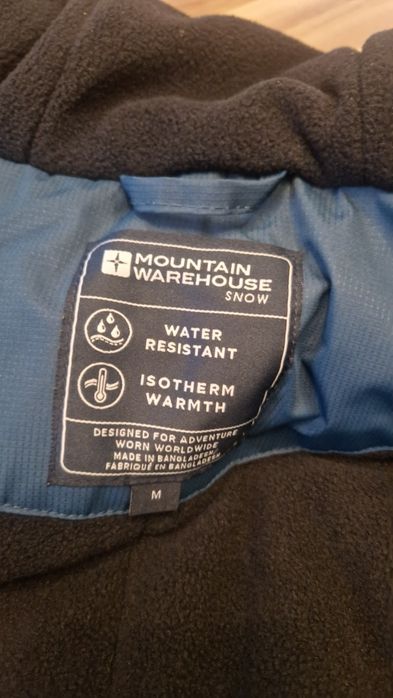 MOUNTAIN
WAREHOUSE
SNOW
WATER
RESISTANT
ISOTHERM
WARMTH
DESIGNED FOR ADVENTURE
WORN WORLDWIDE
MADE IN BANGLADESH
FABRIQUÉ EN BANGLADESH
M